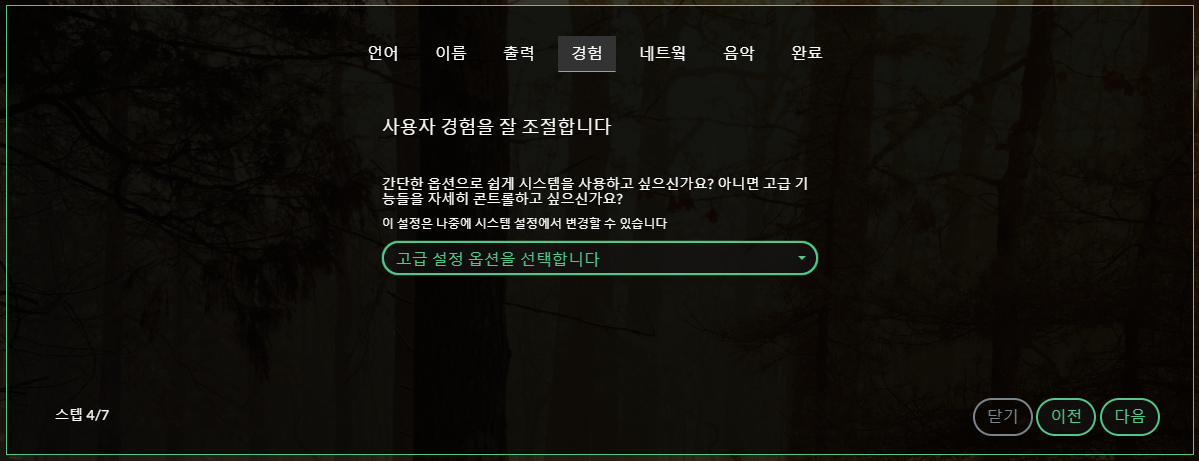 언어 이름 출력 경험 네트웍 음악 완료
사용자 경험을 잘 조절합니다
간단한 옵션으로 쉽게 시스템을 사용하고 싶으신가요? 아니면 고급 기
능들을 자세히 콘트롤하고 싶으신가요?
이 설정은 나중에 시스템 설정에서 변경할 수 있습니다
고급 설정 옵션을 선택합니다
스텝 4/7
닫기 이전 다음